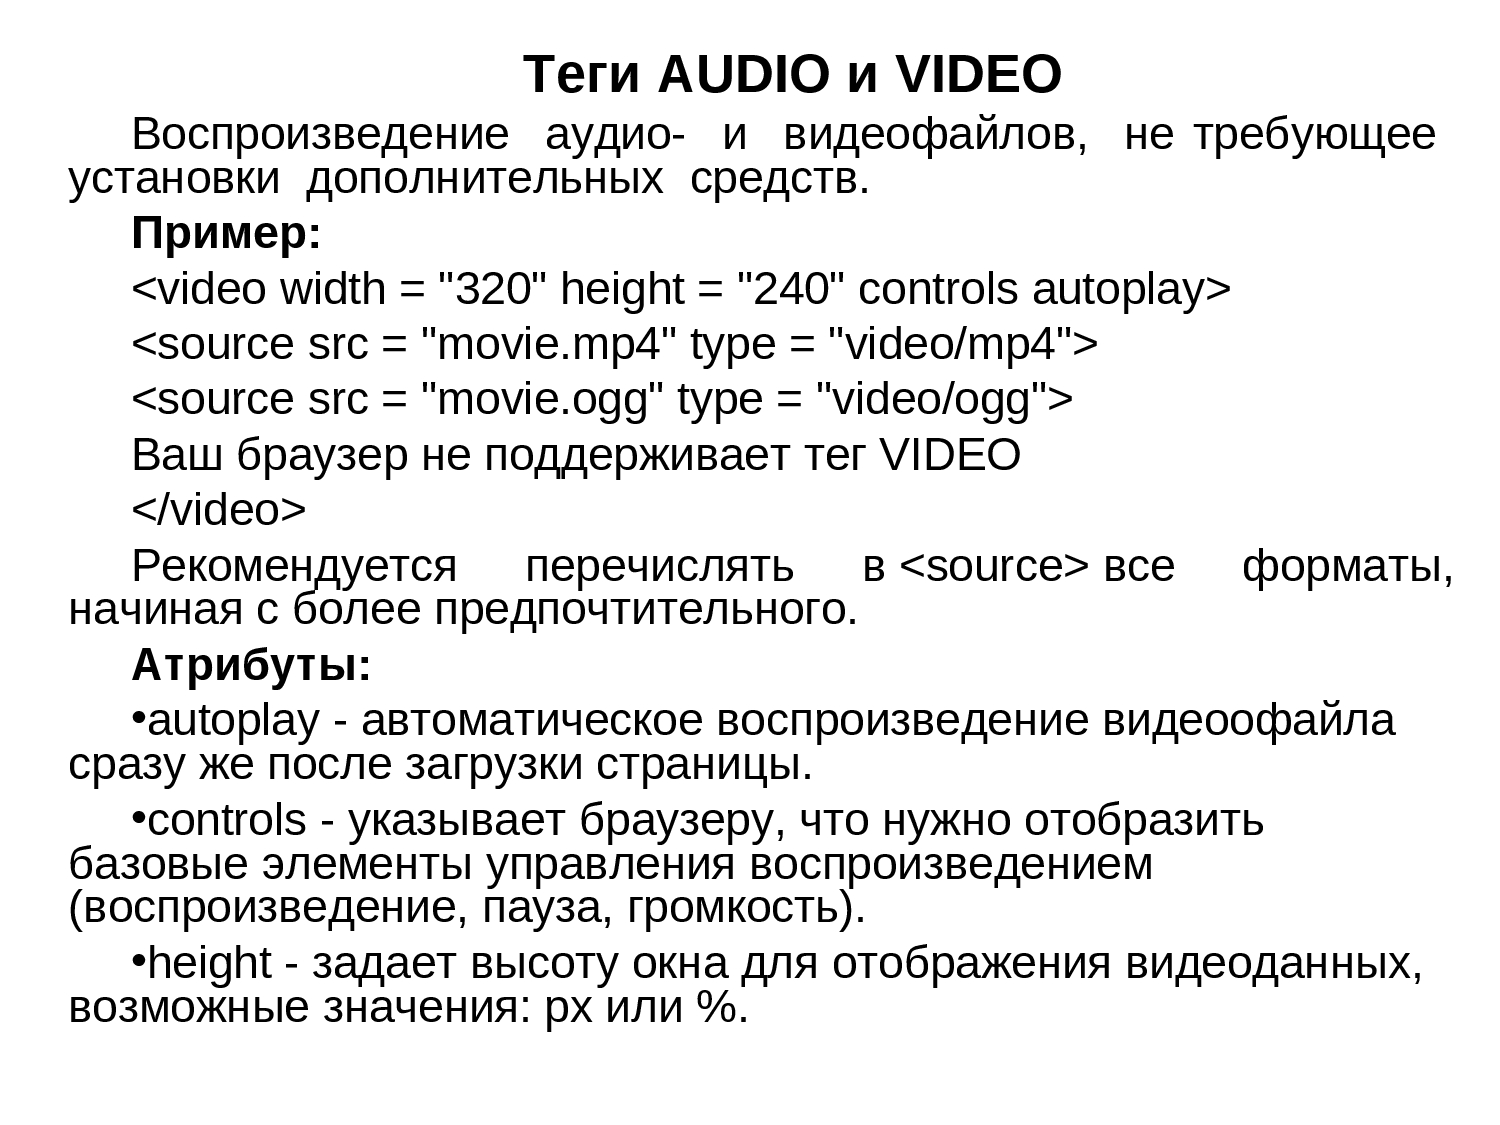 Теги AUDIO и VIDEO
Воспроизведение аудио- и видеофайлов, не требующее
установки дополнительных средств.
Пример:
<video width = "320" height = "240" controls autoplay>
<source src = "movie.mp4" type = "video/mp4">
<source src = "movie.ogg" type = "video/ogg">
Ваш браузер не поддерживает тег VIDEO
</video>
Рекомендуется перечислять в <source> все форматы,
начиная с более предпочтительного.
Атрибуты:
•autoplay - автоматическое воспроизведение видеоофайла
сразу же после загрузки страницы.
•controls - указывает браузеру, что нужно отобразить
базовые элементы управления воспроизведением
(воспроизведение, пауза, громкость).
•height - задает высоту окна для отображения видеоданных,
возможные значения: px или %.